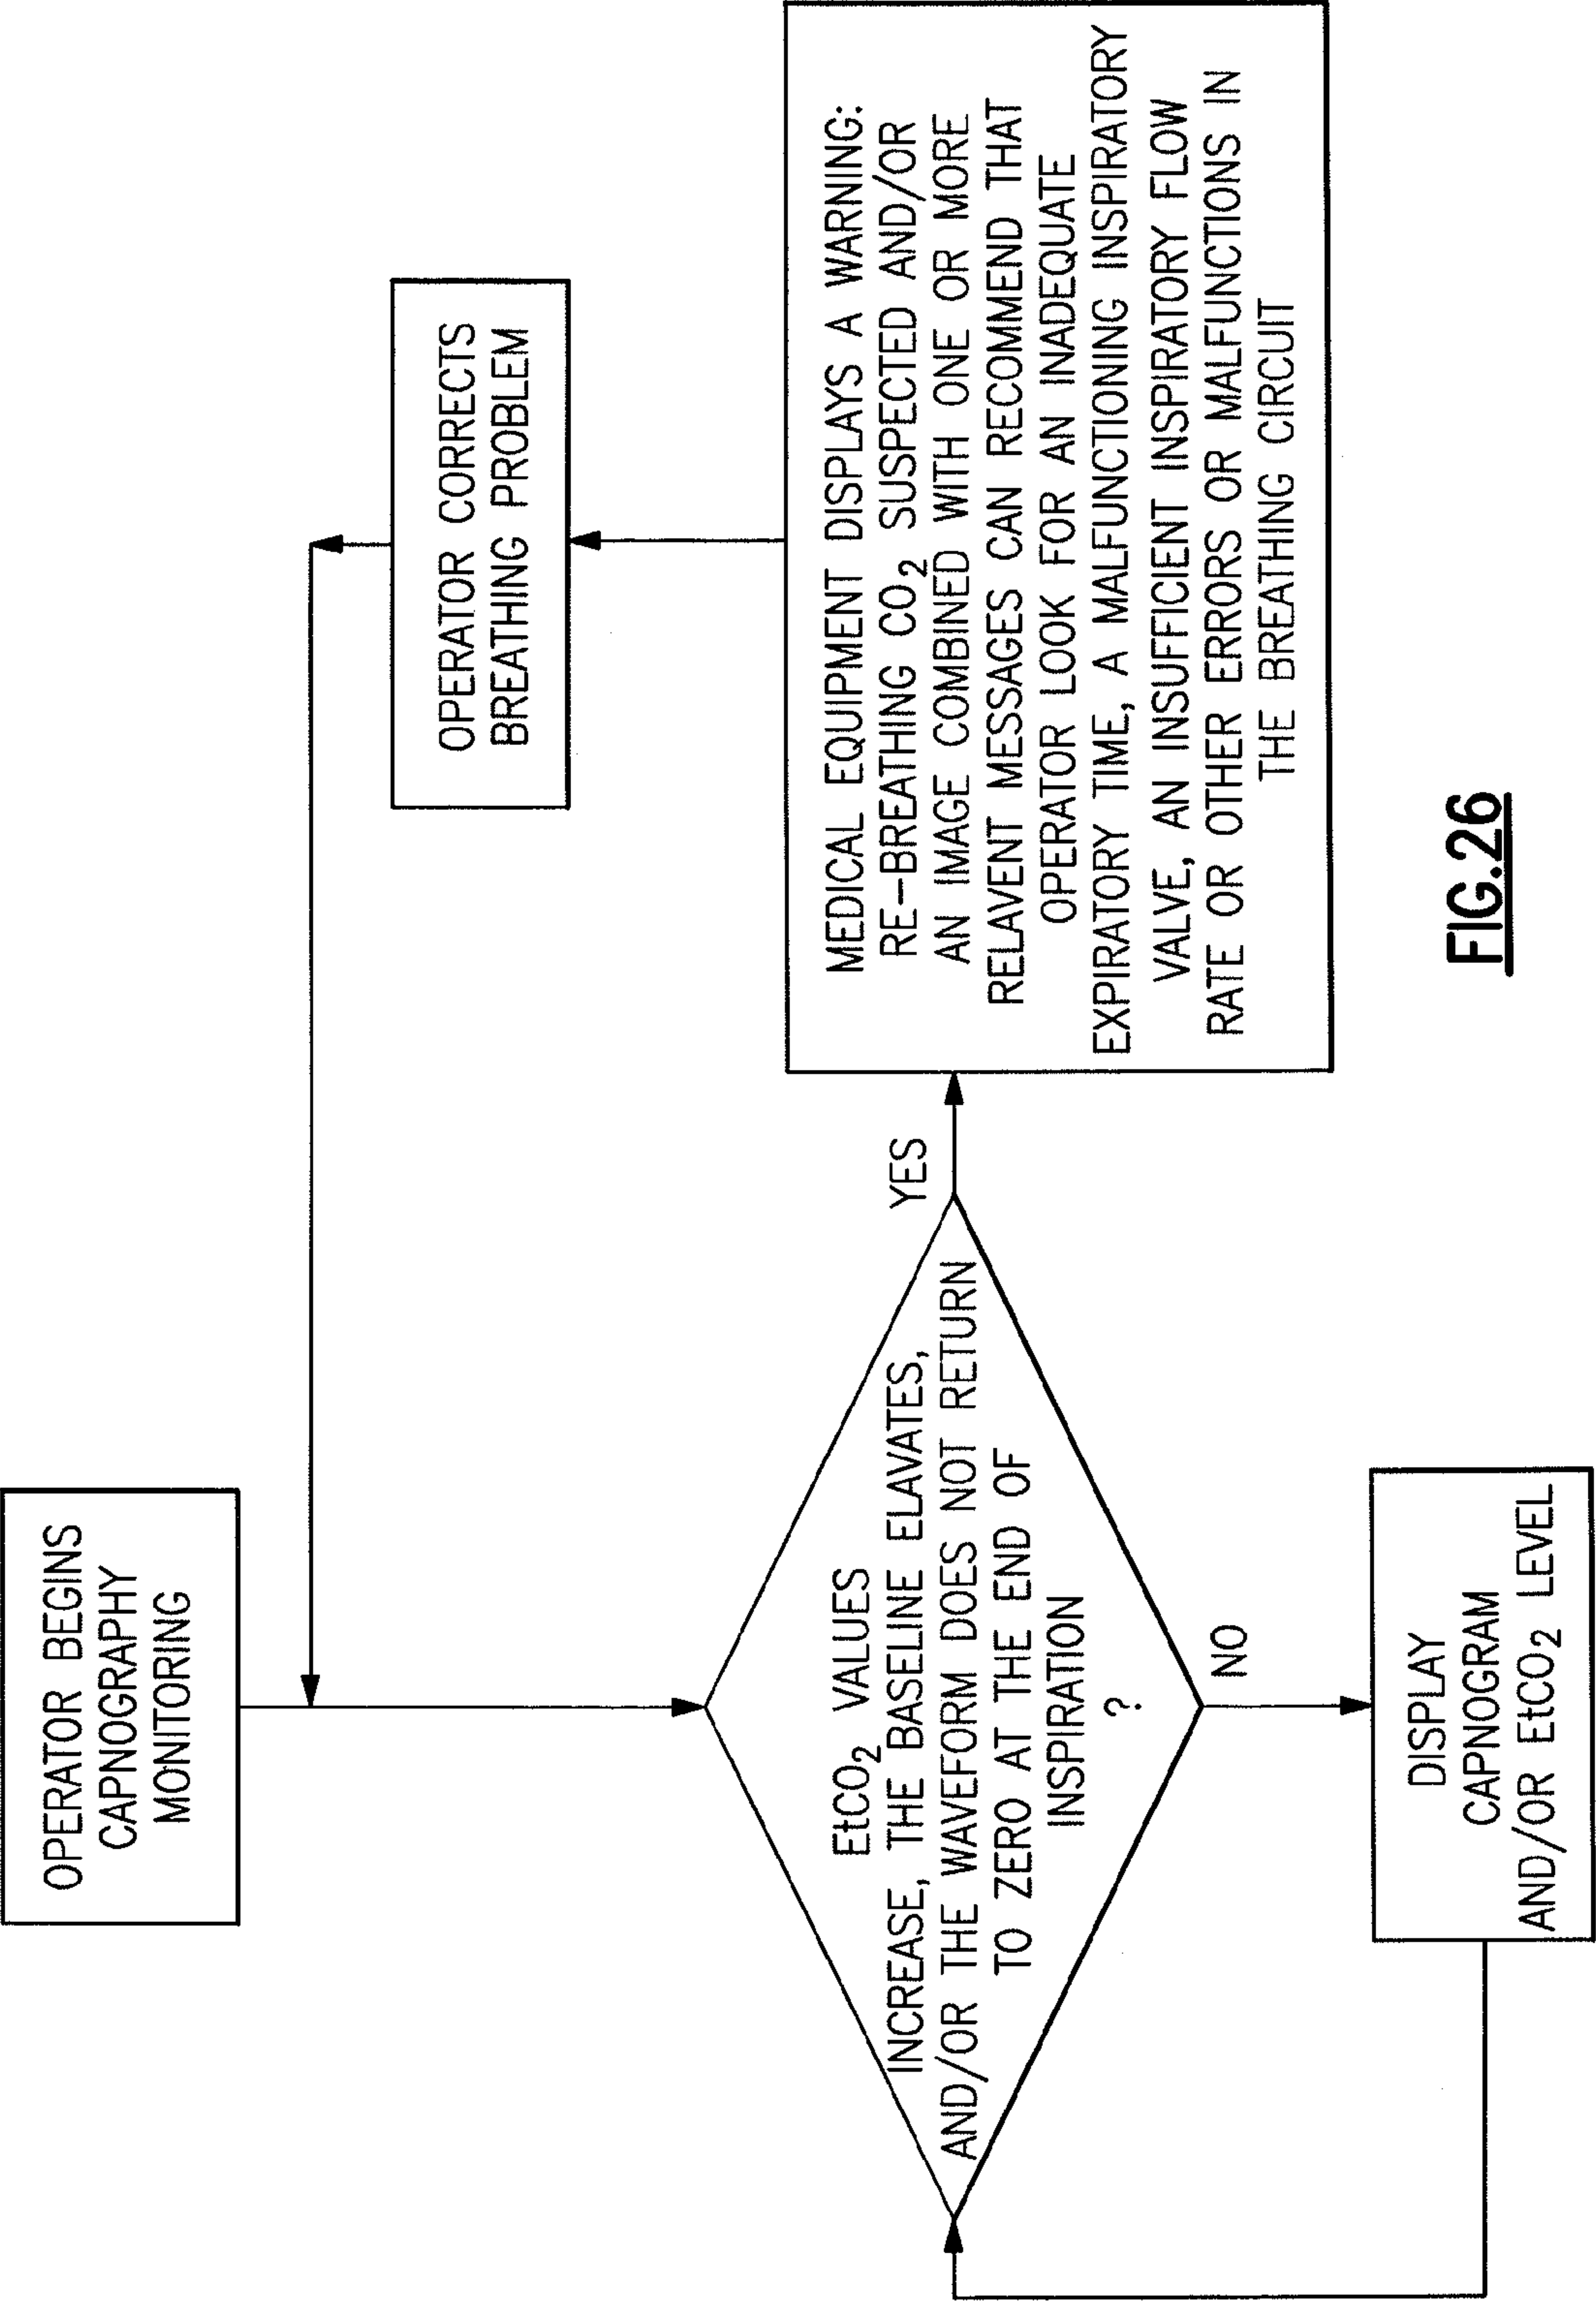 OPERATOR BEGINS
CAPNOGRAPHY
MONITORING
OPERATOR CORRECTS
BREATHING PROBLEM
EtCO₂ VALUES
INCREASE, THE BASELINE ELAVATES,
AND/OR THE WAVEFORM DOES NOT RETURN
TO ZERO AT THE END OF
INSPIRATION
?
YES
MEDICAL EQUIPMENT DISPLAYS A WARNING:
RE-BREATHING CO₂ SUSPECTED AND/OR
AN IMAGE COMBINED WITH ONE OR MORE
RELAVENT MESSAGES CAN RECOMMEND THAT
OPERATOR LOOK FOR AN INADEQUATE
EXPIRATORY TIME, A MALFUNCTIONING INSPIRATORY
VALVE, AN INSUFFICIENT INSPIRATORY FLOW
RATE OR OTHER ERRORS OR MALFUNCTIONS IN
THE BREATHING CIRCUIT
NO
DISPLAY
CAPNOGRAM
AND/OR EtCO₂ LEVEL
FIG.26